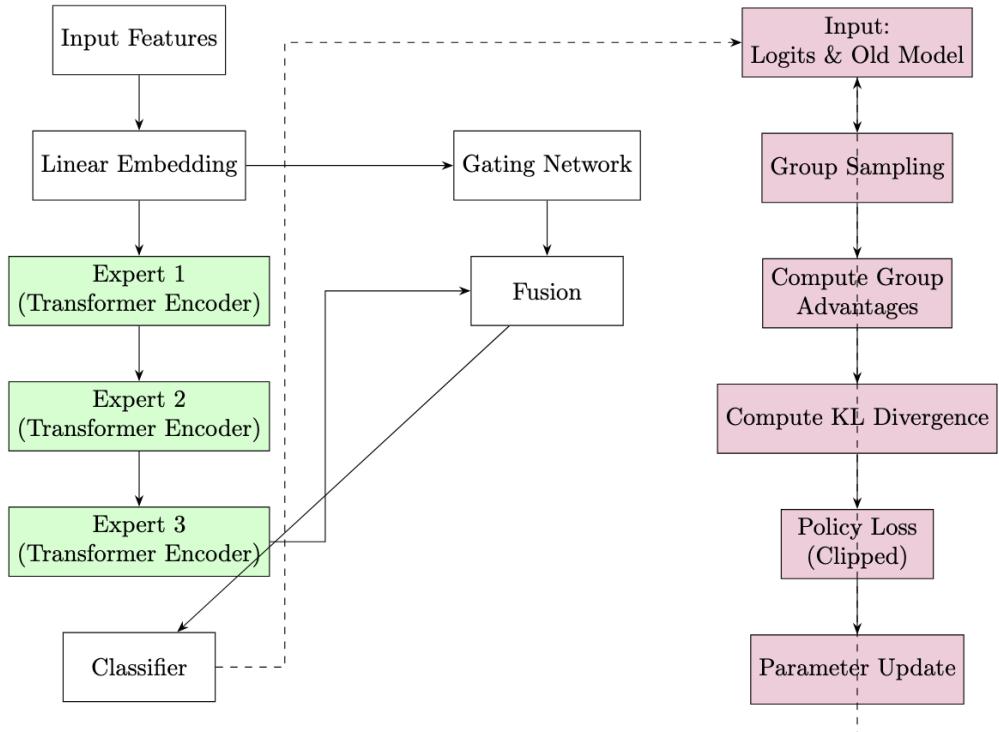 Input Features
Linear Embedding
Gating Network
Expert 1
(Transformer Encoder)
Fusion
Expert 2
(Transformer Encoder)
Expert 3
(Transformer Encoder)
Classifier
Input:
Logits & Old Model
Group Sampling
Compute Group
Advantages
Compute KL Divergence
Policy Loss
(Clipped)
Parameter Update